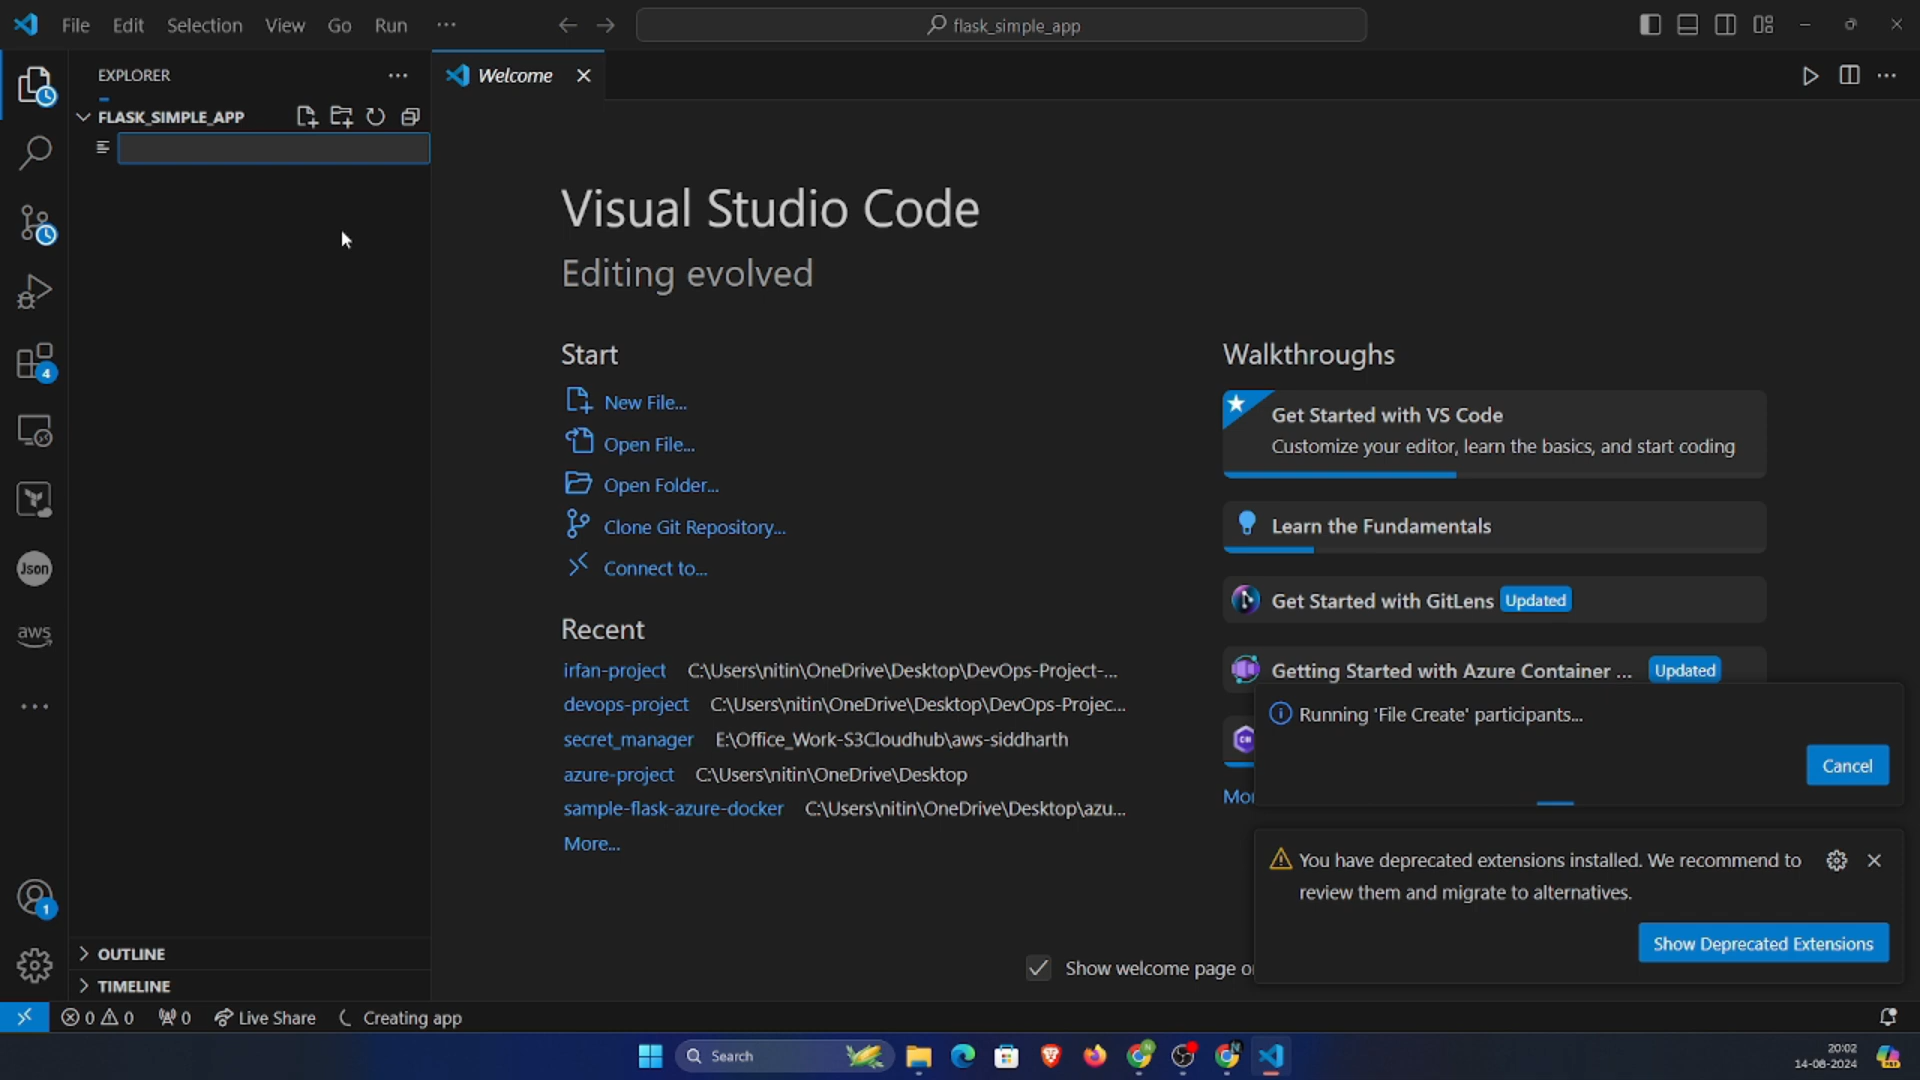 File Edit Selection View Go Run ...
flask_simple_app
EXPLORER
Welcome
FLASK_SIMPLE_APP
Visual Studio Code
Editing evolved
Start
New File...
Open File...
Open Folder...
Clone Git Repository...
Connect to...
Recent
irfan-project C:\Users\nitin\OneDrive\Desktop\DevOps-Project-...
devops-project C:\Users\nitin\OneDrive\Desktop\DevOps-Projec...
secret_manager E:\Office_Work-S3Cloudhub\aws-siddharth
azure-project C:\Users\nitin\OneDrive\Desktop
sample-flask-azure-docker C:\Users\nitin\OneDrive\Desktop\azu...
More...
Walkthroughs
Get Started with VS Code
Customize your editor, learn the basics, and start coding
Learn the Fundamentals
Get Started with GitLens Updated
Getting Started with Azure Container ... Updated
Running 'File Create' participants...
Cancel
You have deprecated extensions installed. We recommend to
review them and migrate to alternatives.
Show Deprecated Extensions
Show welcome page
4
Json
aws
1
OUTLINE
TIMELINE
0 0 0 Live Share Creating app
Search
20:02
14-08-2024